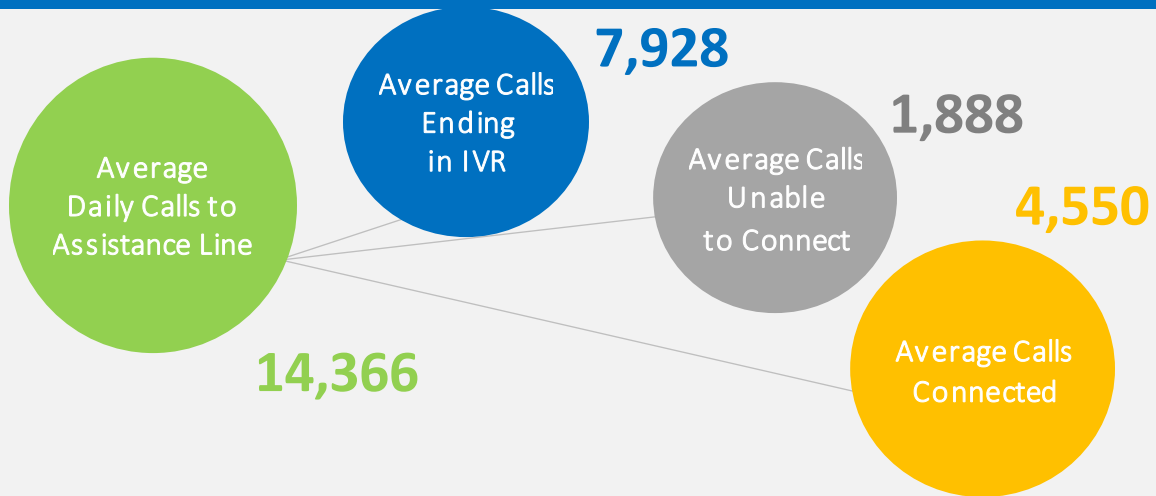 Average
Daily Calls to
Assistance Line
14,366
Average Calls
Ending
in IVR
7,928
Average Calls
Unable
to Connect
1,888
Average Calls
Connected
4,550